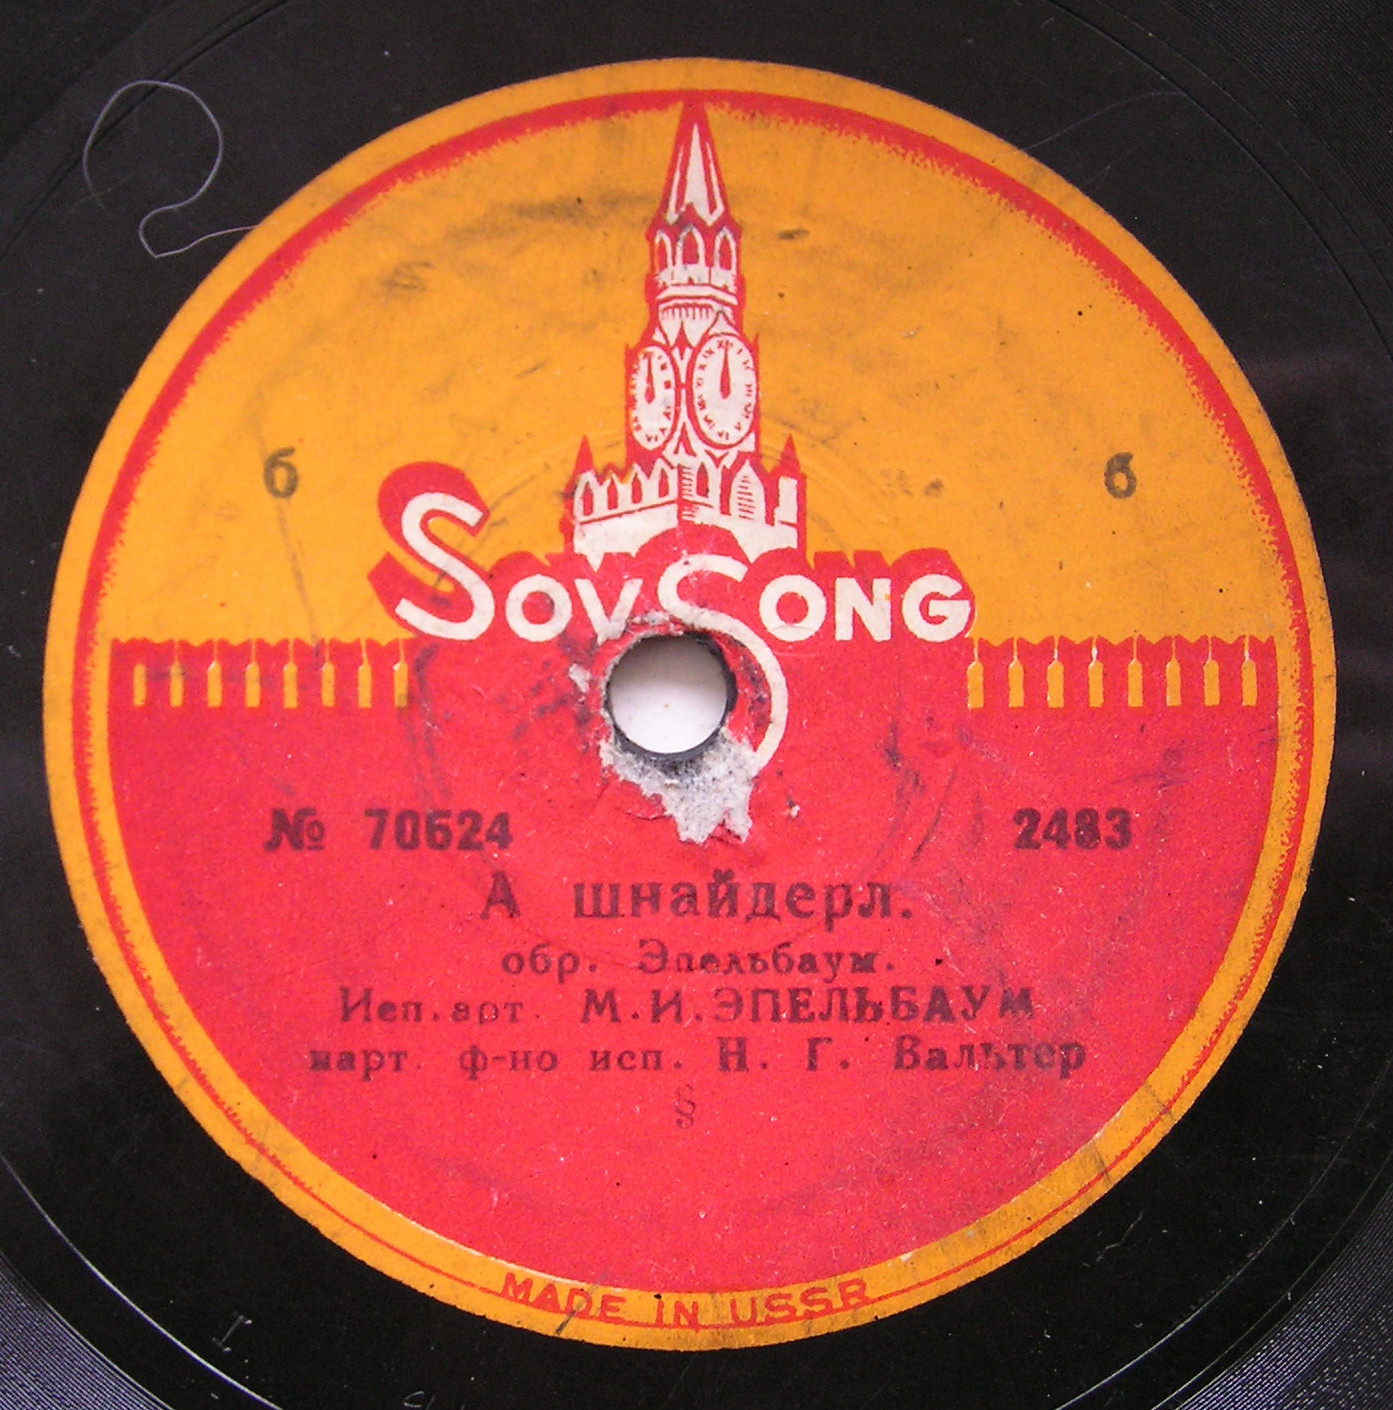 б б
SovSong
№ 70624 2483
А шнайдерл.
обр. Эпельбаум.
Исп. арт. М. И. ЭПЕЛЬБАУМ
парт. ф-но исп. Н. Г. Вальтер
§
MADE IN USSR